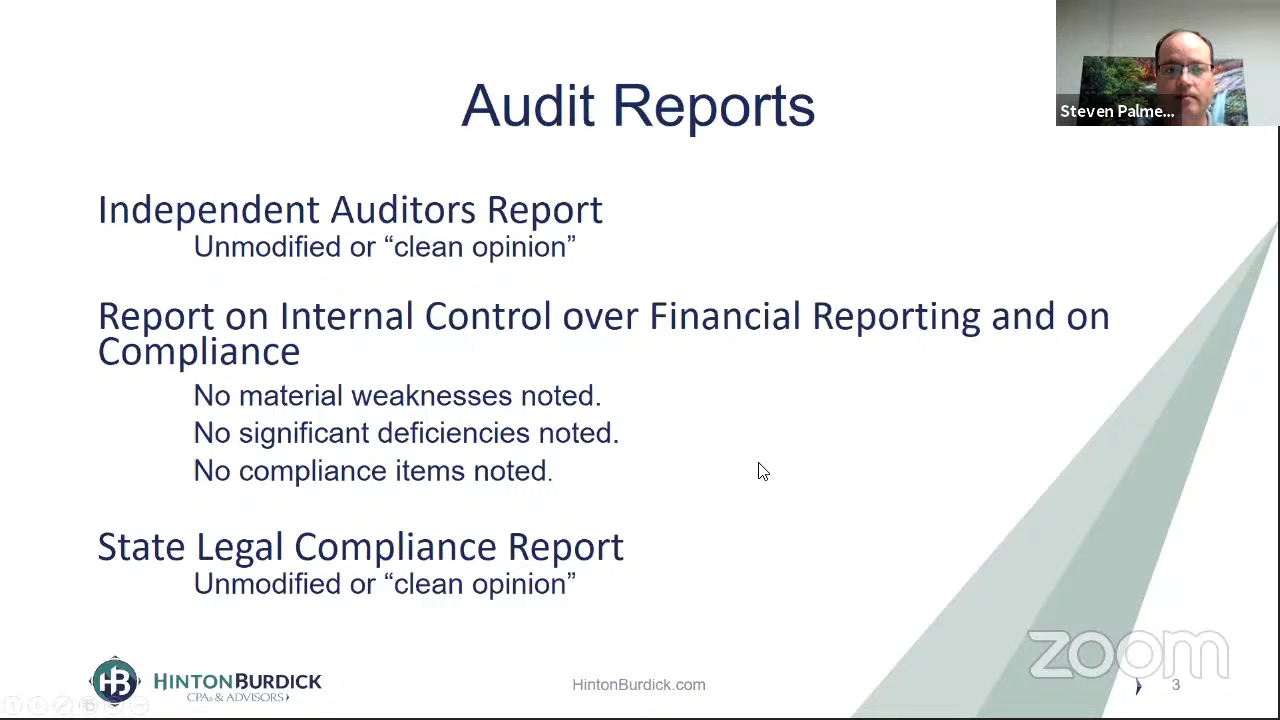 Audit Reports
Steven Palme...
Independent Auditors Report
Unmodified or “clean opinion”
Report on Internal Control over Financial Reporting and on
Compliance
No material weaknesses noted.
No significant deficiencies noted.
No compliance items noted.
State Legal Compliance Report
Unmodified or “clean opinion”
HB
HINTONBURDICK
CPAs & ADVISORS
HintonBurdick.com
3
zoom